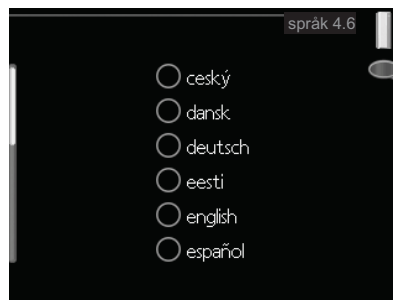 språk 4.6
ceský
dansk
deutsch
eesti
english
español